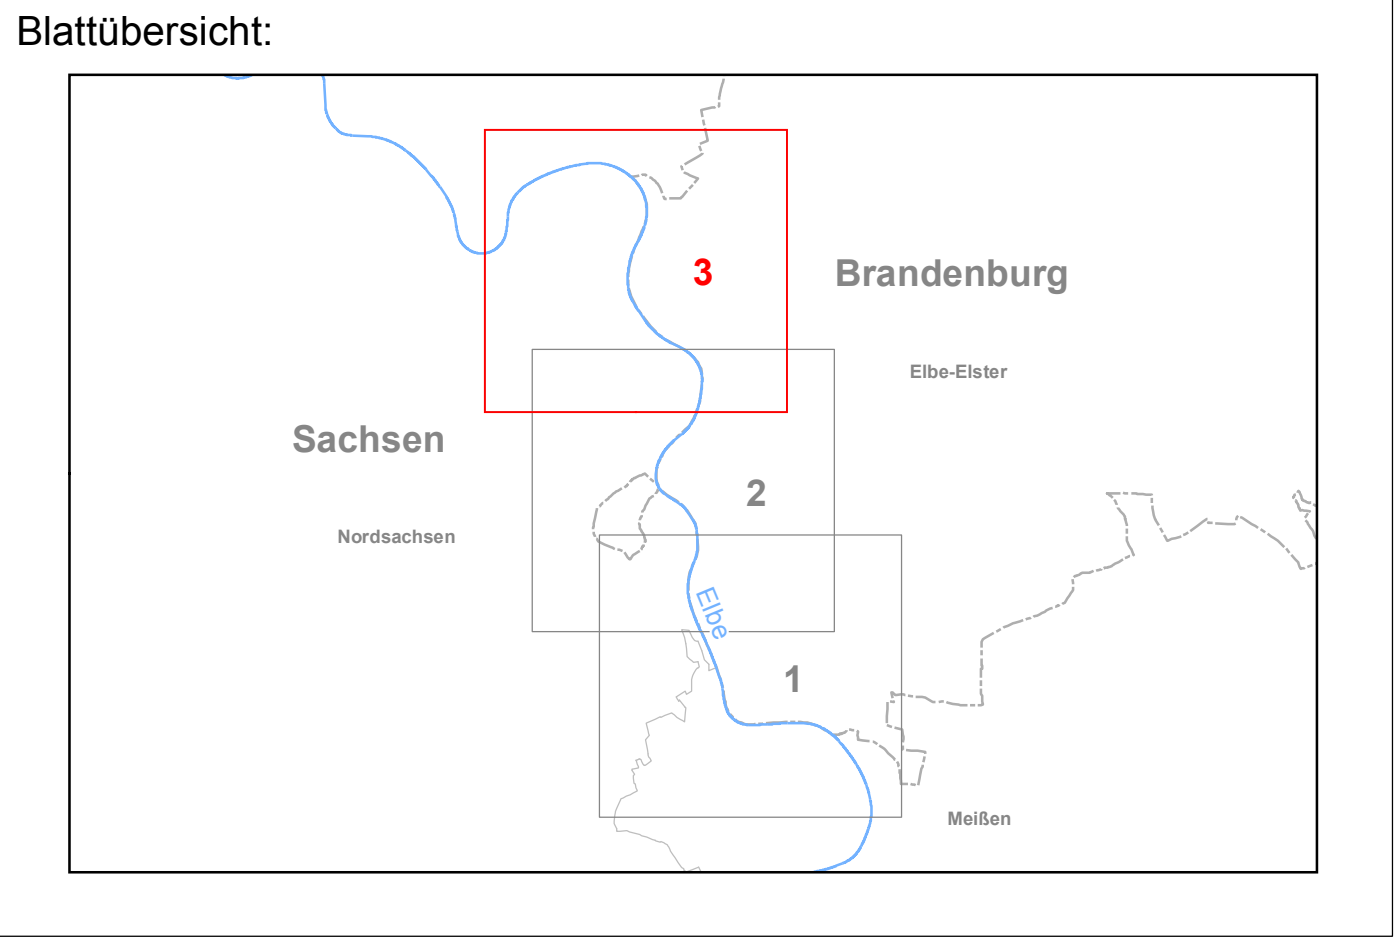 Blattübersicht:
3
Brandenburg
Elbe-Elster
Sachsen
2
Nordsachsen
Elbe
1
Meißen